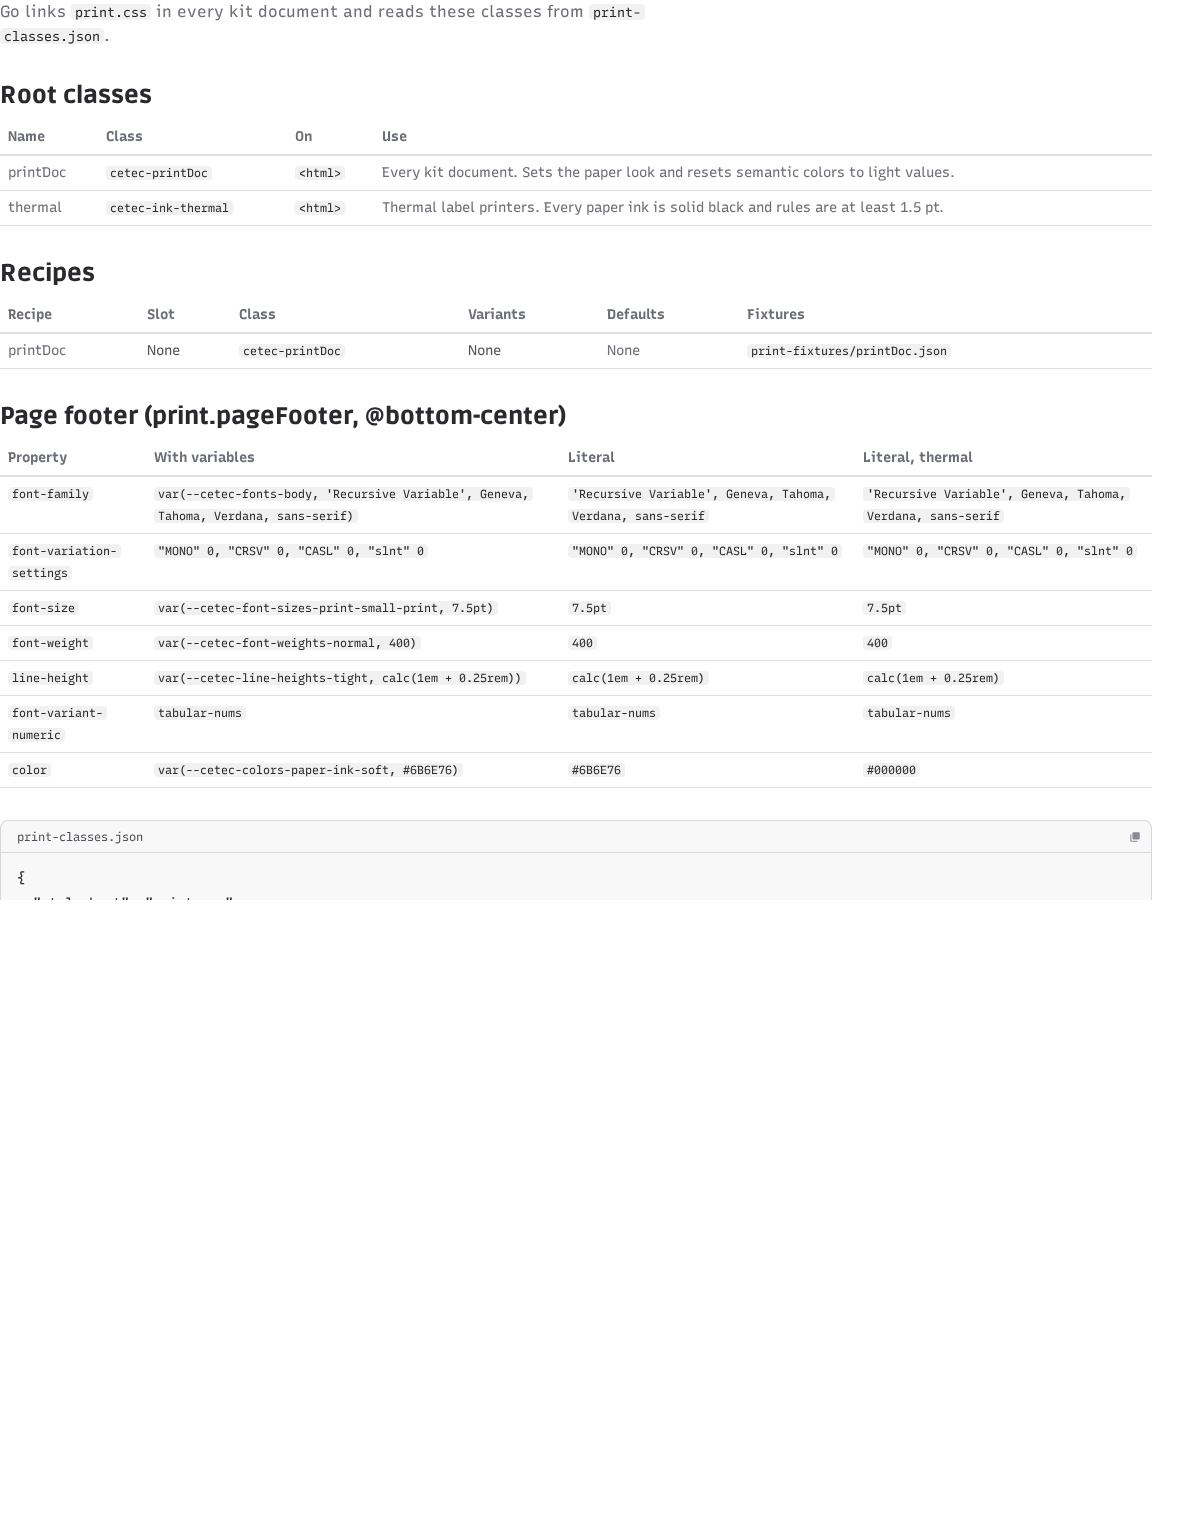 Go links print.css in every kit document and reads these classes from print-
classes.json.
Root classes
Name Class On Use
printDoc cetec-printDoc <html> Every kit document. Sets the paper look and resets semantic colors to light values.
thermal cetec-ink-thermal <html> Thermal label printers. Every paper ink is solid black and rules are at least 1.5 pt.
Recipes
Recipe Slot Class Variants Defaults Fixtures
printDoc None cetec-printDoc None None print-fixtures/printDoc.json
Page footer (print.pageFooter, @bottom-center)
Property With variables Literal Literal, thermal
font-family var(--cetec-fonts-body, 'Recursive Variable', Geneva, 'Recursive Variable', Geneva, Tahoma, 'Recursive Variable', Geneva, Tahoma,
Tahoma, Verdana, sans-serif) Verdana, sans-serif Verdana, sans-serif
font-variation- "MONO" 0, "CRSV" 0, "CASL" 0, "slnt" 0 "MONO" 0, "CRSV" 0, "CASL" 0, "slnt" 0 "MONO" 0, "CRSV" 0, "CASL" 0, "slnt" 0
settings
font-size var(--cetec-font-sizes-print-small-print, 7.5pt) 7.5pt 7.5pt
font-weight var(--cetec-font-weights-normal, 400) 400 400
line-height var(--cetec-line-heights-tight, calc(1em + 0.25rem)) calc(1em + 0.25rem) calc(1em + 0.25rem)
font-variant- tabular-nums tabular-nums tabular-nums
numeric
color var(--cetec-colors-paper-ink-soft, #6B6E76) #6B6E76 #000000
print-classes.json
{